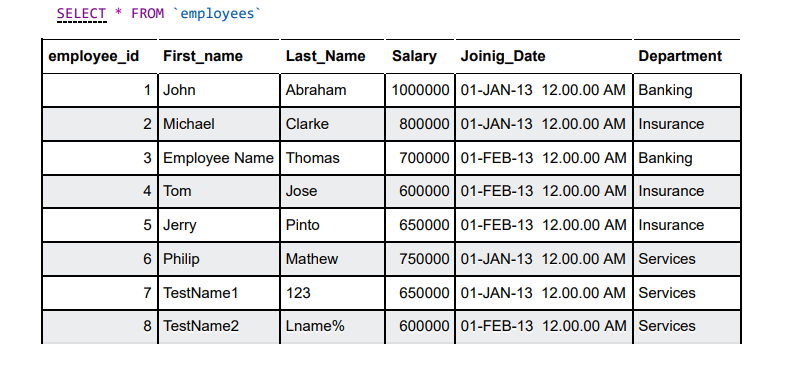 SELECT * FROM `employees`
employee_id First_name Last_Name Salary Joinig_Date Department
1 John Abraham 1000000 01-JAN-13 12.00.00 AM Banking
2 Michael Clarke 800000 01-JAN-13 12.00.00 AM Insurance
3 Employee Name Thomas 700000 01-FEB-13 12.00.00 AM Banking
4 Tom Jose 600000 01-FEB-13 12.00.00 AM Insurance
5 Jerry Pinto 650000 01-FEB-13 12.00.00 AM Insurance
6 Philip Mathew 750000 01-JAN-13 12.00.00 AM Services
7 TestName1 123 650000 01-JAN-13 12.00.00 AM Services
8 TestName2 Lname% 600000 01-FEB-13 12.00.00 AM Services